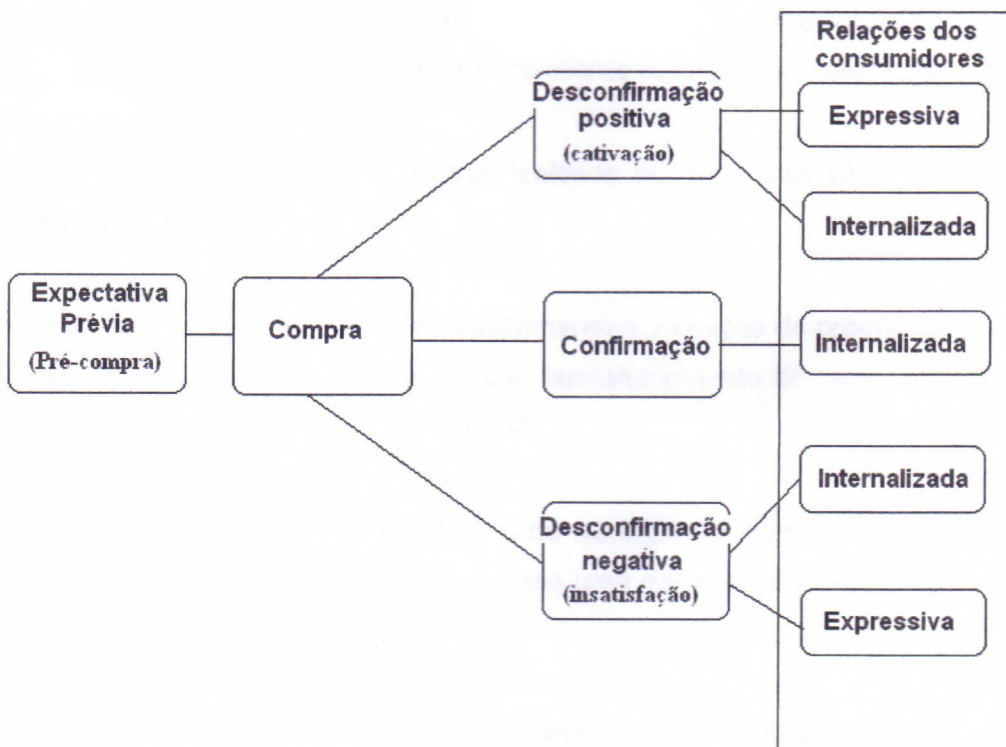 Relações dos
consumidores
Desconfirmação
positiva
(cativação)
Expressiva
Internalizada
Expectativa
Prévia
(Pré-compra)
Compra
Confirmação
Internalizada
Desconfirmação
negativa
(insatisfação)
Internalizada
Expressiva